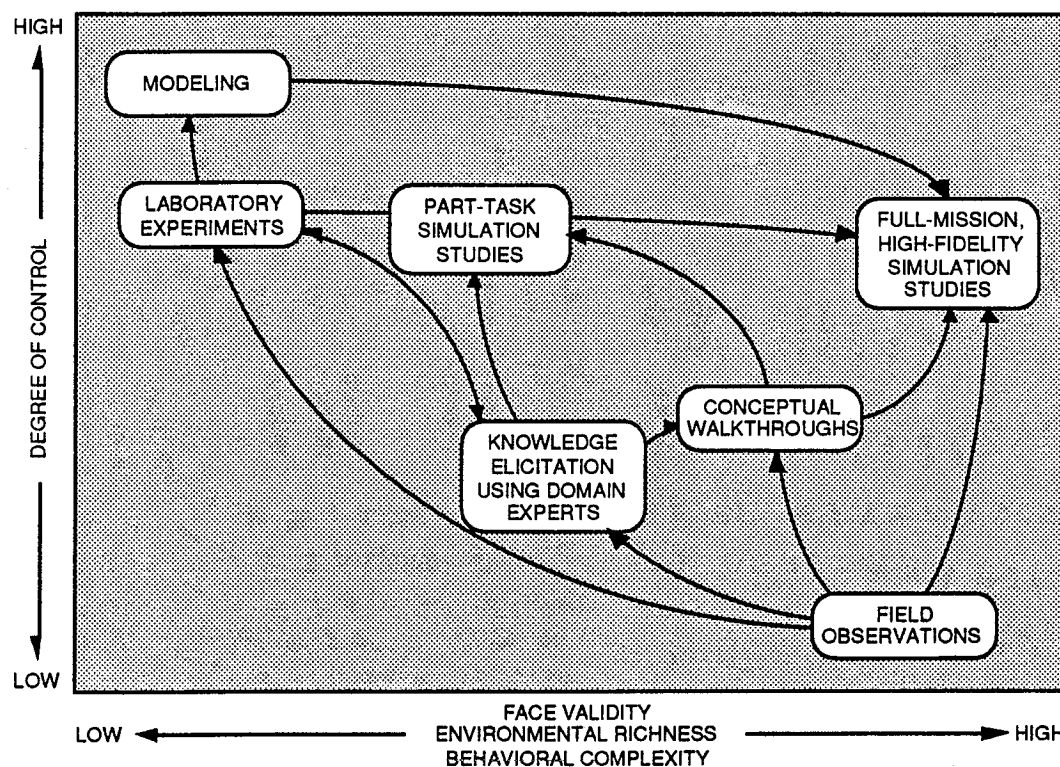 HIGH
MODELING
LABORATORY
EXPERIMENTS
PART-TASK
SIMULATION
STUDIES
FULL-MISSION,
HIGH-FIDELITY
SIMULATION
STUDIES
DEGREE OF CONTROL
CONCEPTUAL
WALKTHROUGHS
KNOWLEDGE
ELICITATION
USING DOMAIN
EXPERTS
FIELD
OBSERVATIONS
LOW
LOW
FACE VALIDITY
ENVIRONMENTAL RICHNESS
BEHAVIORAL COMPLEXITY
HIGH